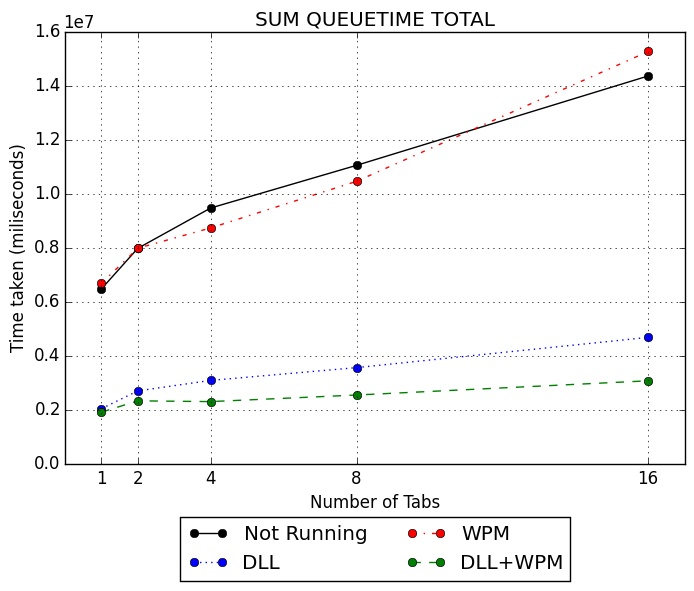 SUM QUEUETIME TOTAL
1e7
1.6
1.4
1.2
1.0
0.8
0.6
0.4
0.2
0.0
Time taken (miliseconds)
1 2 4 8 16
Number of Tabs
Not Running WPM
DLL DLL+WPM